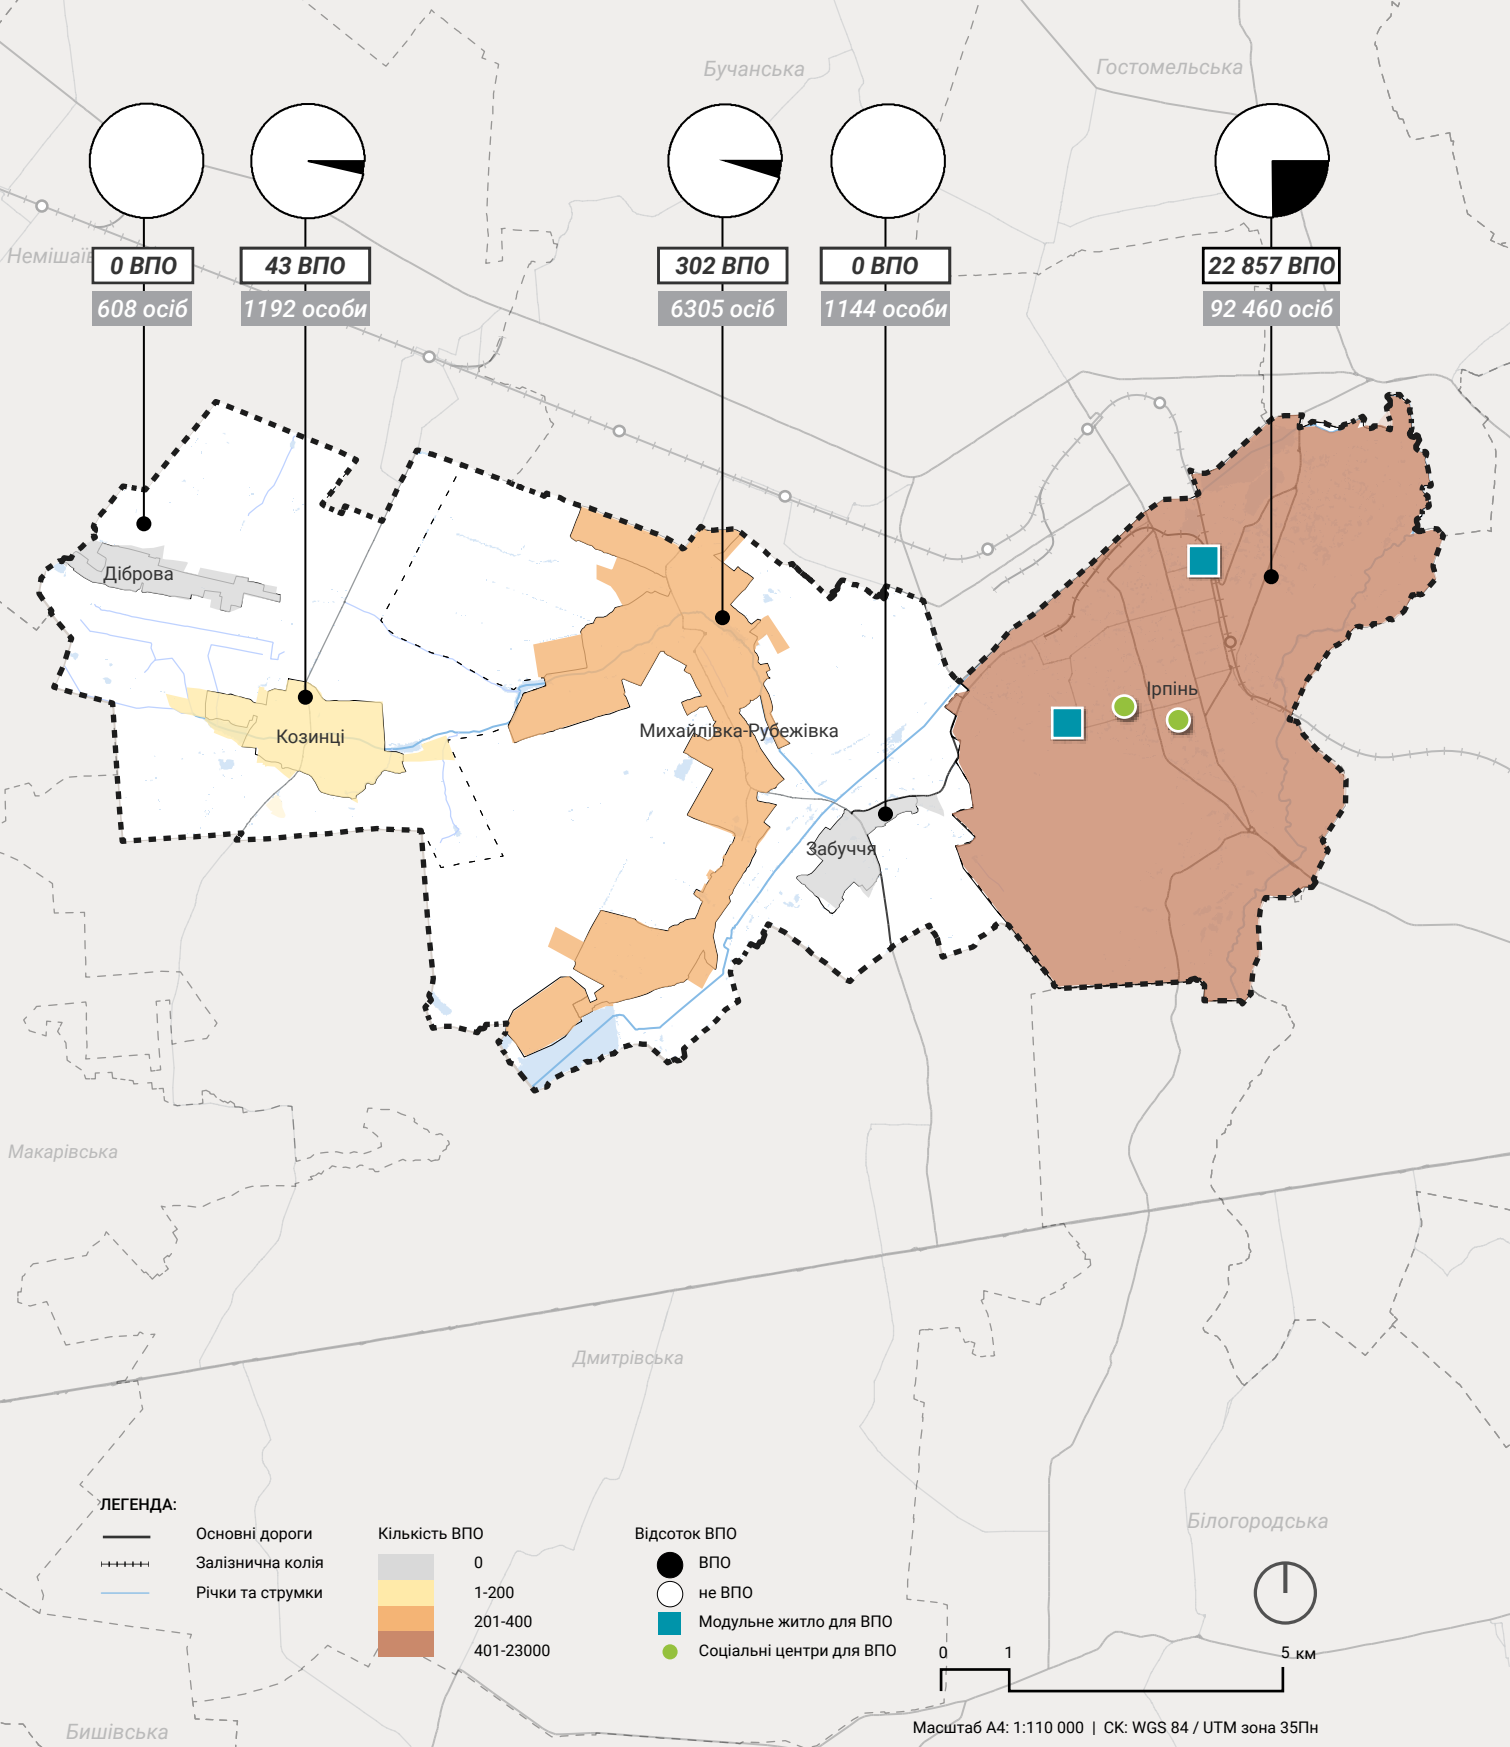 Бучанська
Гостомельська
0 ВПО
43 ВПО
302 ВПО
0 ВПО
22 857 ВПО
608 осіб
1192 особи
6305 осіб
1144 особи
92 460 осіб
Діброва
Козинці
Михайлівка-Рубежівка
Забуччя
Ірпінь
Макарівська
Дмитрівська
Білогородська
Бишівська
ЛЕГЕНДА:
Основні дороги
Залізнична колія
Річки та струмки
Кількість ВПО
0
1-200
201-400
401-23000
Відсоток ВПО
ВПО
не ВПО
Модульне житло для ВПО
Соціальні центри для ВПО
0 1 5 км
Масштаб А4: 1:110 000 | СК: WGS 84 / UTM зона 35Пн